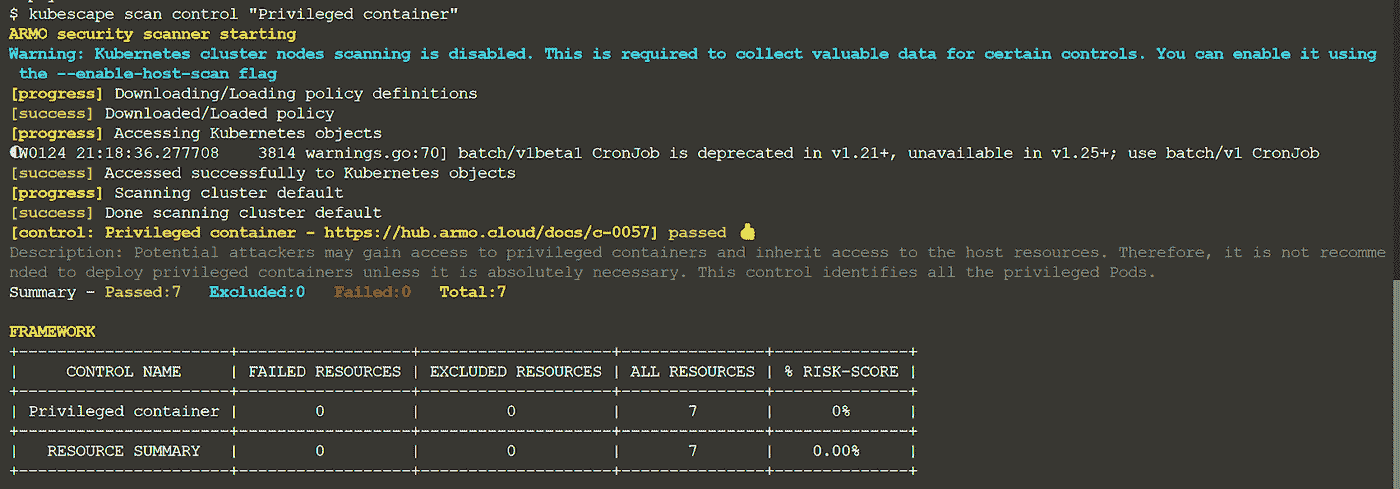 $ kubescape scan control "Privileged container"
ARMO security scanner starting
Warning: Kubernetes cluster nodes scanning is disabled. This is required to collect valuable data for certain controls. You can enable it using
 the --enable-host-scan flag
[progress] Downloading/Loading policy definitions
[success] Downloaded/Loaded policy
[progress] Accessing Kubernetes objects
W0124 21:18:36.277708    3814 warnings.go:70] batch/v1beta1 CronJob is deprecated in v1.21+, unavailable in v1.25+; use batch/v1 CronJob
[success] Accessed successfully to Kubernetes objects
[progress] Scanning cluster default
[success] Done scanning cluster default
[control: Privileged container - https://hub.armo.cloud/docs/c-0057] passed 👍
Description: Potential attackers may gain access to privileged containers and inherit access to the host resources. Therefore, it is not recomme
nded to deploy privileged containers unless it is absolutely necessary. This control identifies all the privileged Pods.
Summary - Passed:7   Excluded:0   Failed:0   Total:7
FRAMEWORK
+----------------------+------------------+--------------------+---------------+--------------+
|     CONTROL NAME     | FAILED RESOURCES | EXCLUDED RESOURCES | ALL RESOURCES | % RISK-SCORE |
+----------------------+------------------+--------------------+---------------+--------------+
| Privileged container |        0         |         0          |       7       |      0%      |
+----------------------+------------------+--------------------+---------------+--------------+
|   RESOURCE SUMMARY   |        0         |         0          |       7       |    0.00%     |
+----------------------+------------------+--------------------+---------------+--------------+